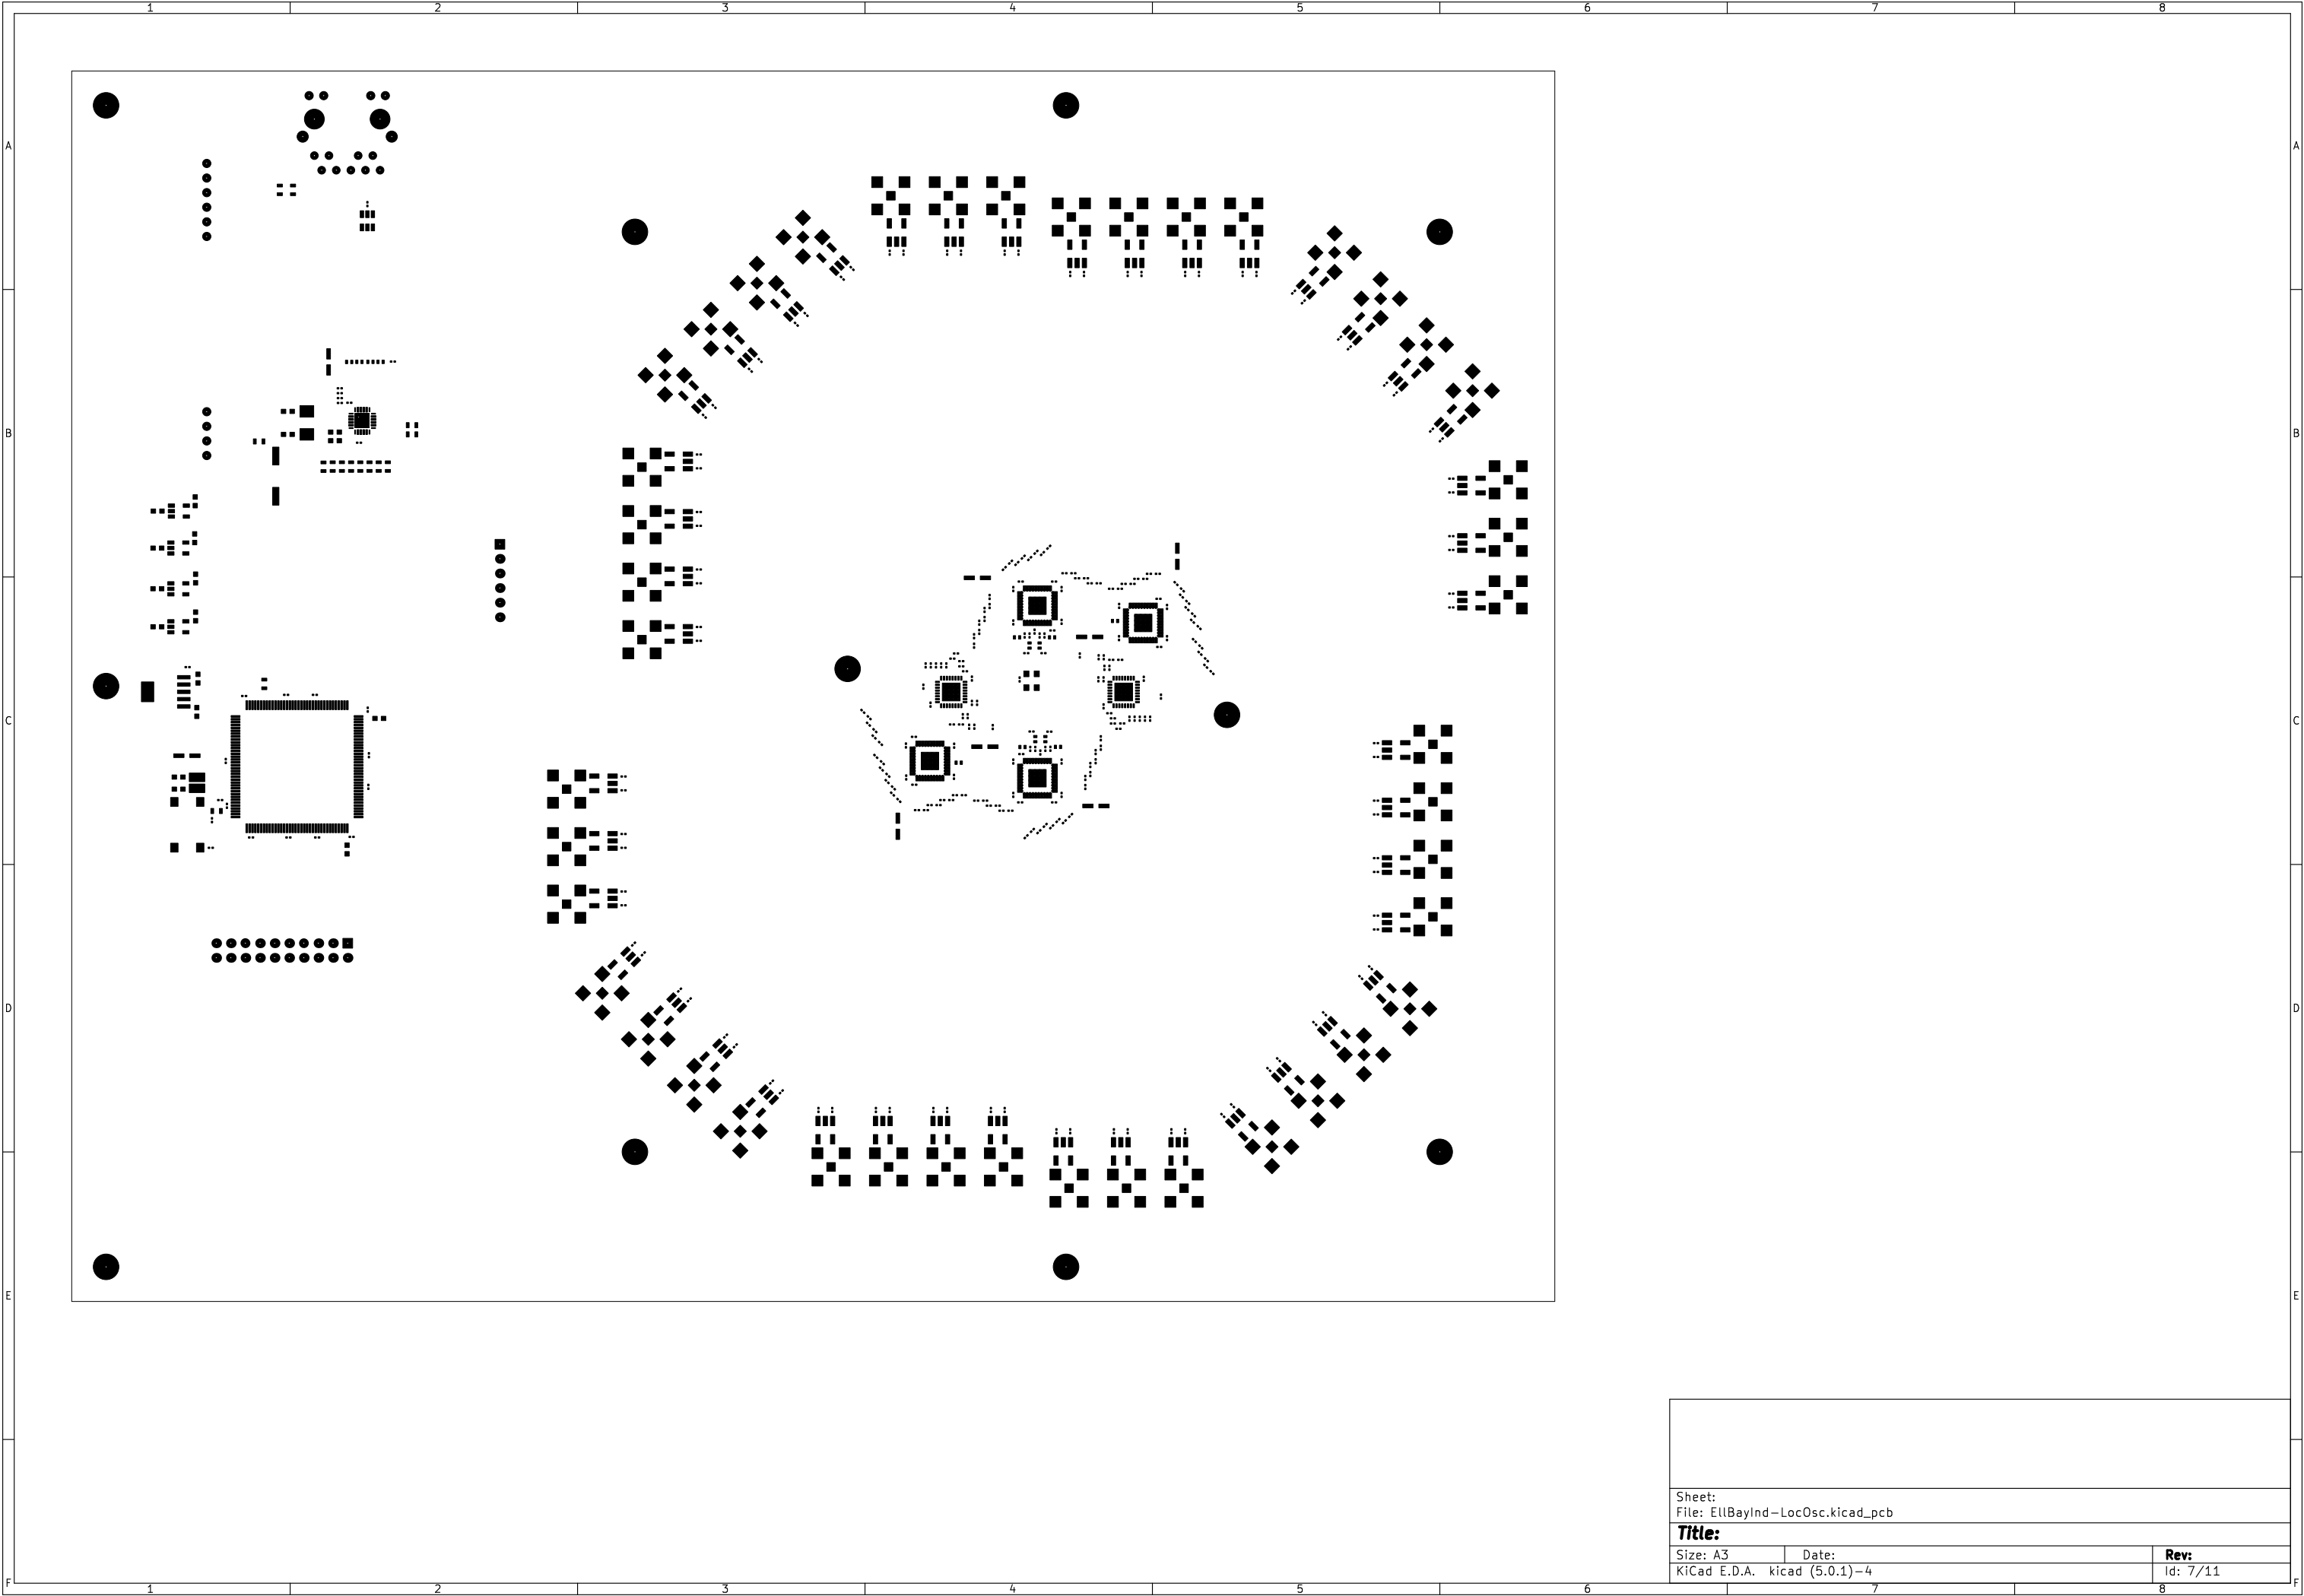 1 2 3 4 5 6 7 8
A A
B B
C C
D D
E E
Sheet:
File: EllBayInd-LocOsc.kicad_pcb
Title:
Size: A3 Date: Rev:
KiCad E.D.A. kicad (5.0.1)-4 Id: 7/11
F F
1 2 3 4 5 6 7 8